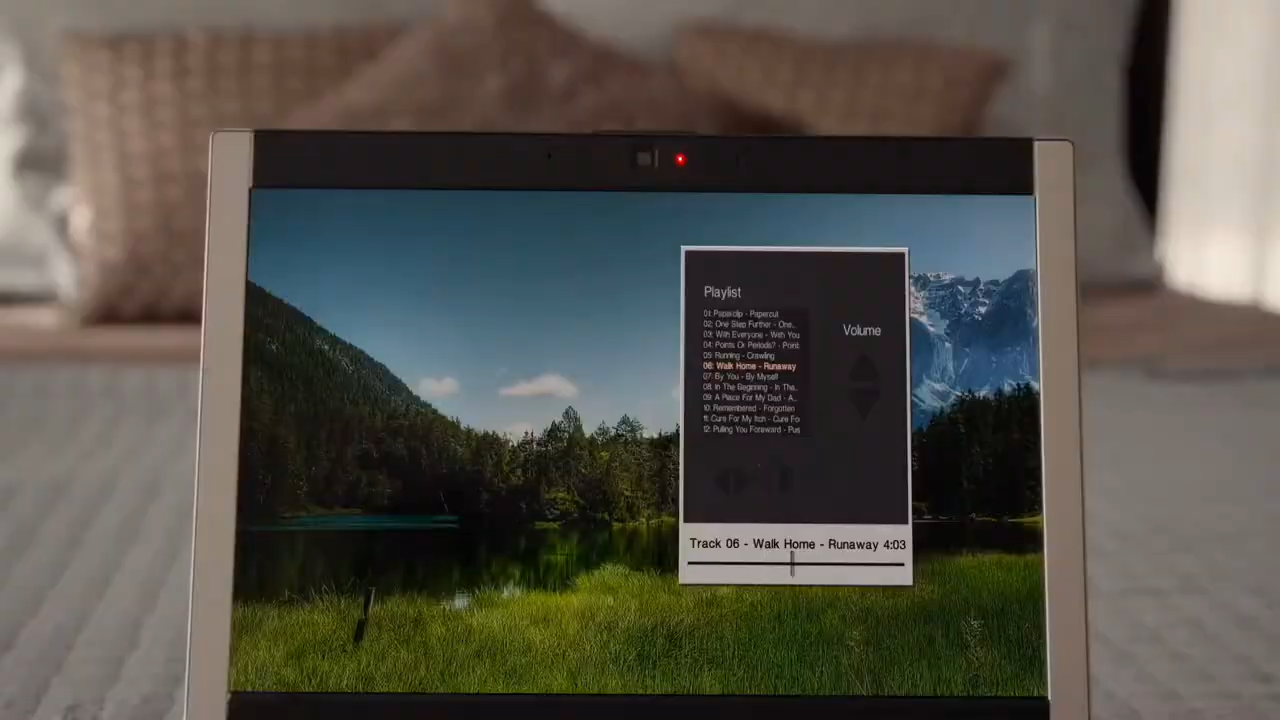 Playlist
01: Paperclip - Papercut
02: One Step Further - One..
03: With Everyone - With You
04: Points Or Periods? - Point
05: Running - Crawling
06: Walk Home - Runaway
07: By You - By Myself
08: In The Beginning - In The..
09: A Place For My Dad - A..
10: Remembered - Forgotten
11: Cure For My Itch - Cure Fo
12: Pulling You Foraward - Pus
Volume
Track 06 - Walk Home - Runaway 4:03